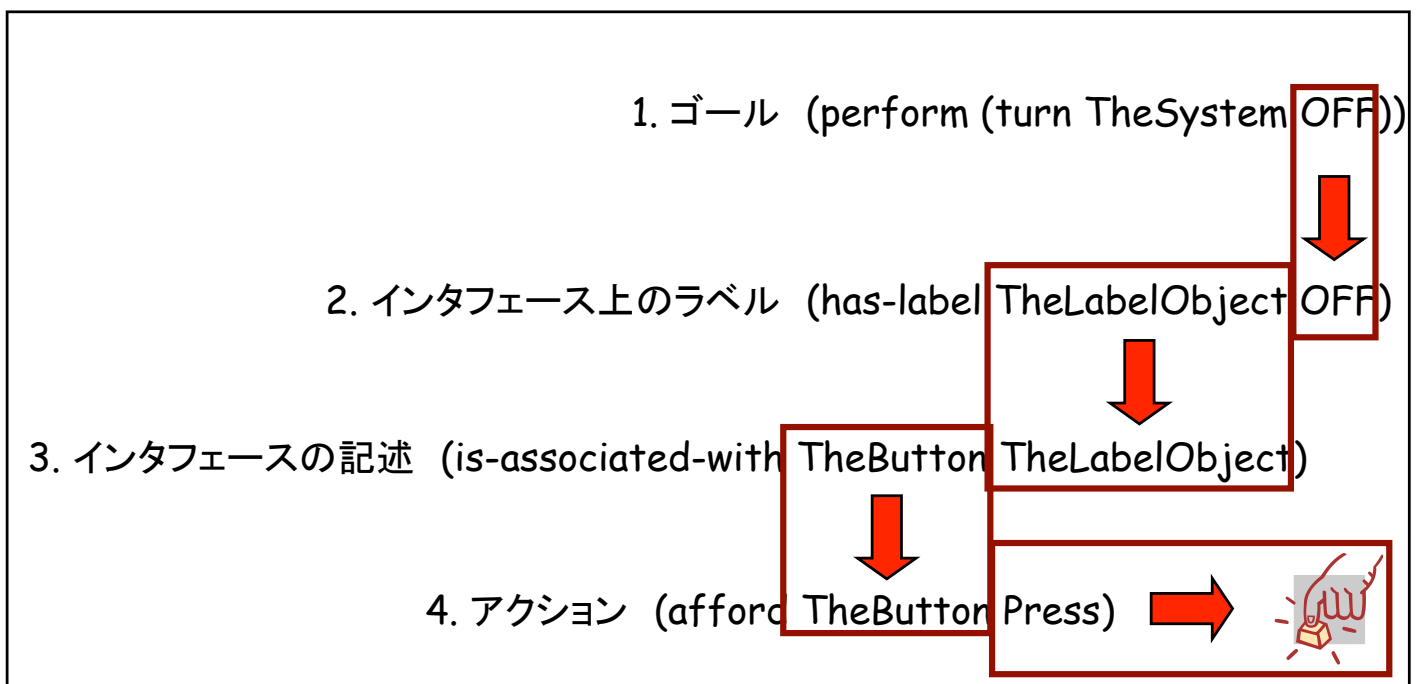 1. ゴール (perform (turn TheSystem OFF))
2. インタフェース上のラベル (has-label TheLabelObject OFF)
3. インタフェースの記述 (is-associated-with TheButton TheLabelObject)
4. アクション (afford TheButton Press)